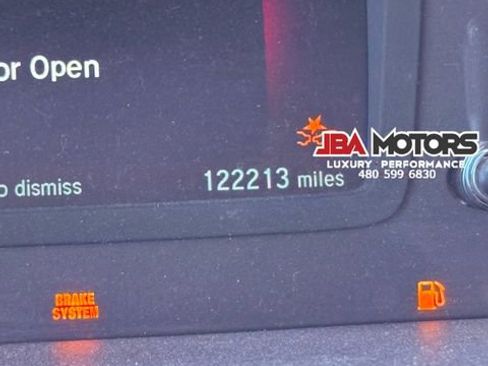 or Open
JBA MOTORS
LUXURY PERFORMANCE
480 599 6830
o dismiss
122213 miles
BRAKE
SYSTEM